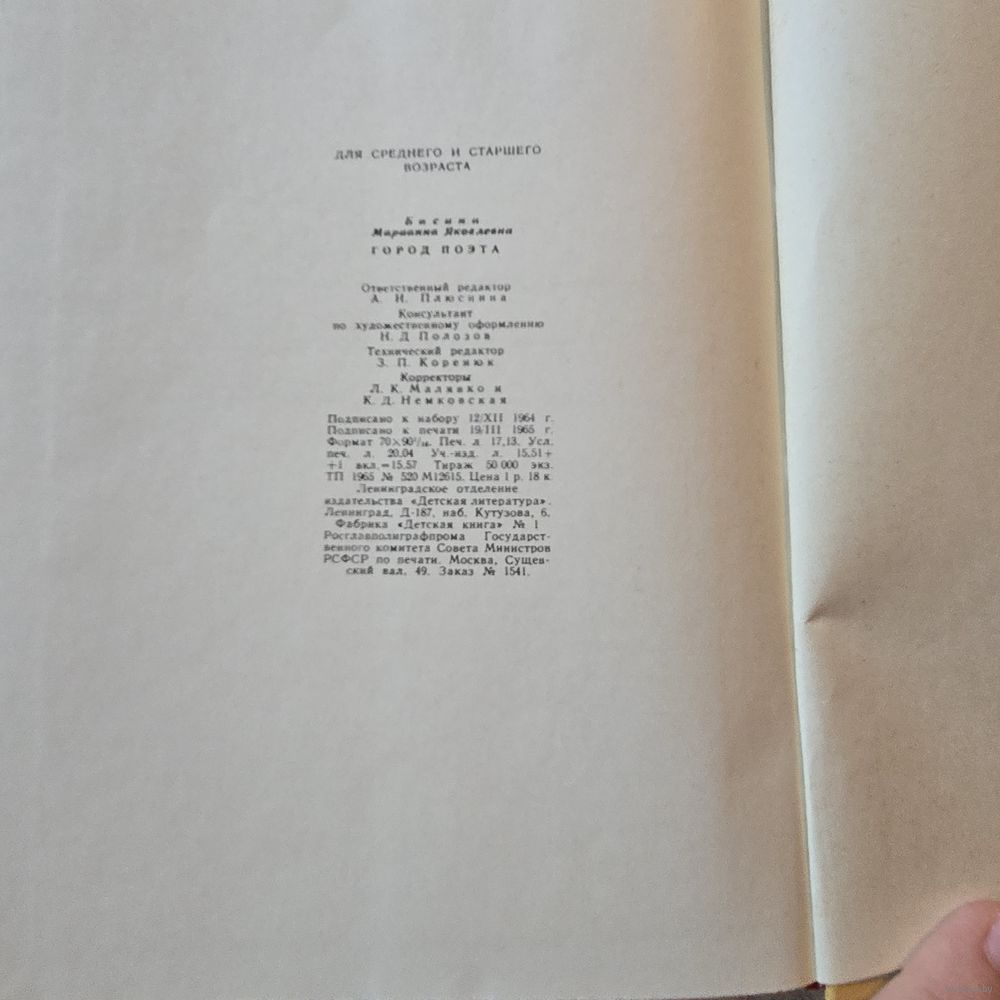 ДЛЯ СРЕДНЕГО И СТАРШЕГО
ВОЗРАСТА
Басина
Марианна Яковлевна
ГОРОД ПОЭТА
Ответственный редактор
А. Н. Плюснина
Консультант
по художественному оформлению
Н. Д Полозов
Технический редактор
З. П. Коренюк
Корректоры
Л. К. Малявко и
К. Д. Немковская
Подписано к набору 12/XII 1964 г.
Подписано к печати 19/III 1965 г.
Формат 70×90¹/₁₆. Печ. л 17,13. Усл.
печ. л. 20,04 Уч.-изд. л. 15,51+
+1 вкл.=15,57 Тираж 50 000 экз.
ТП 1965 № 520 М12615. Цена 1 р. 18 к
Ленинградское отделение
издательства «Детская литература».
Ленинград, Д-187, наб. Кутузова, 6.
Фабрика «Детская книга» № 1
Росглавполиграфпрома Государст-
венного комитета Совета Министров
РСФСР по печати. Москва, Сущев-
ский вал, 49. Заказ № 1541.